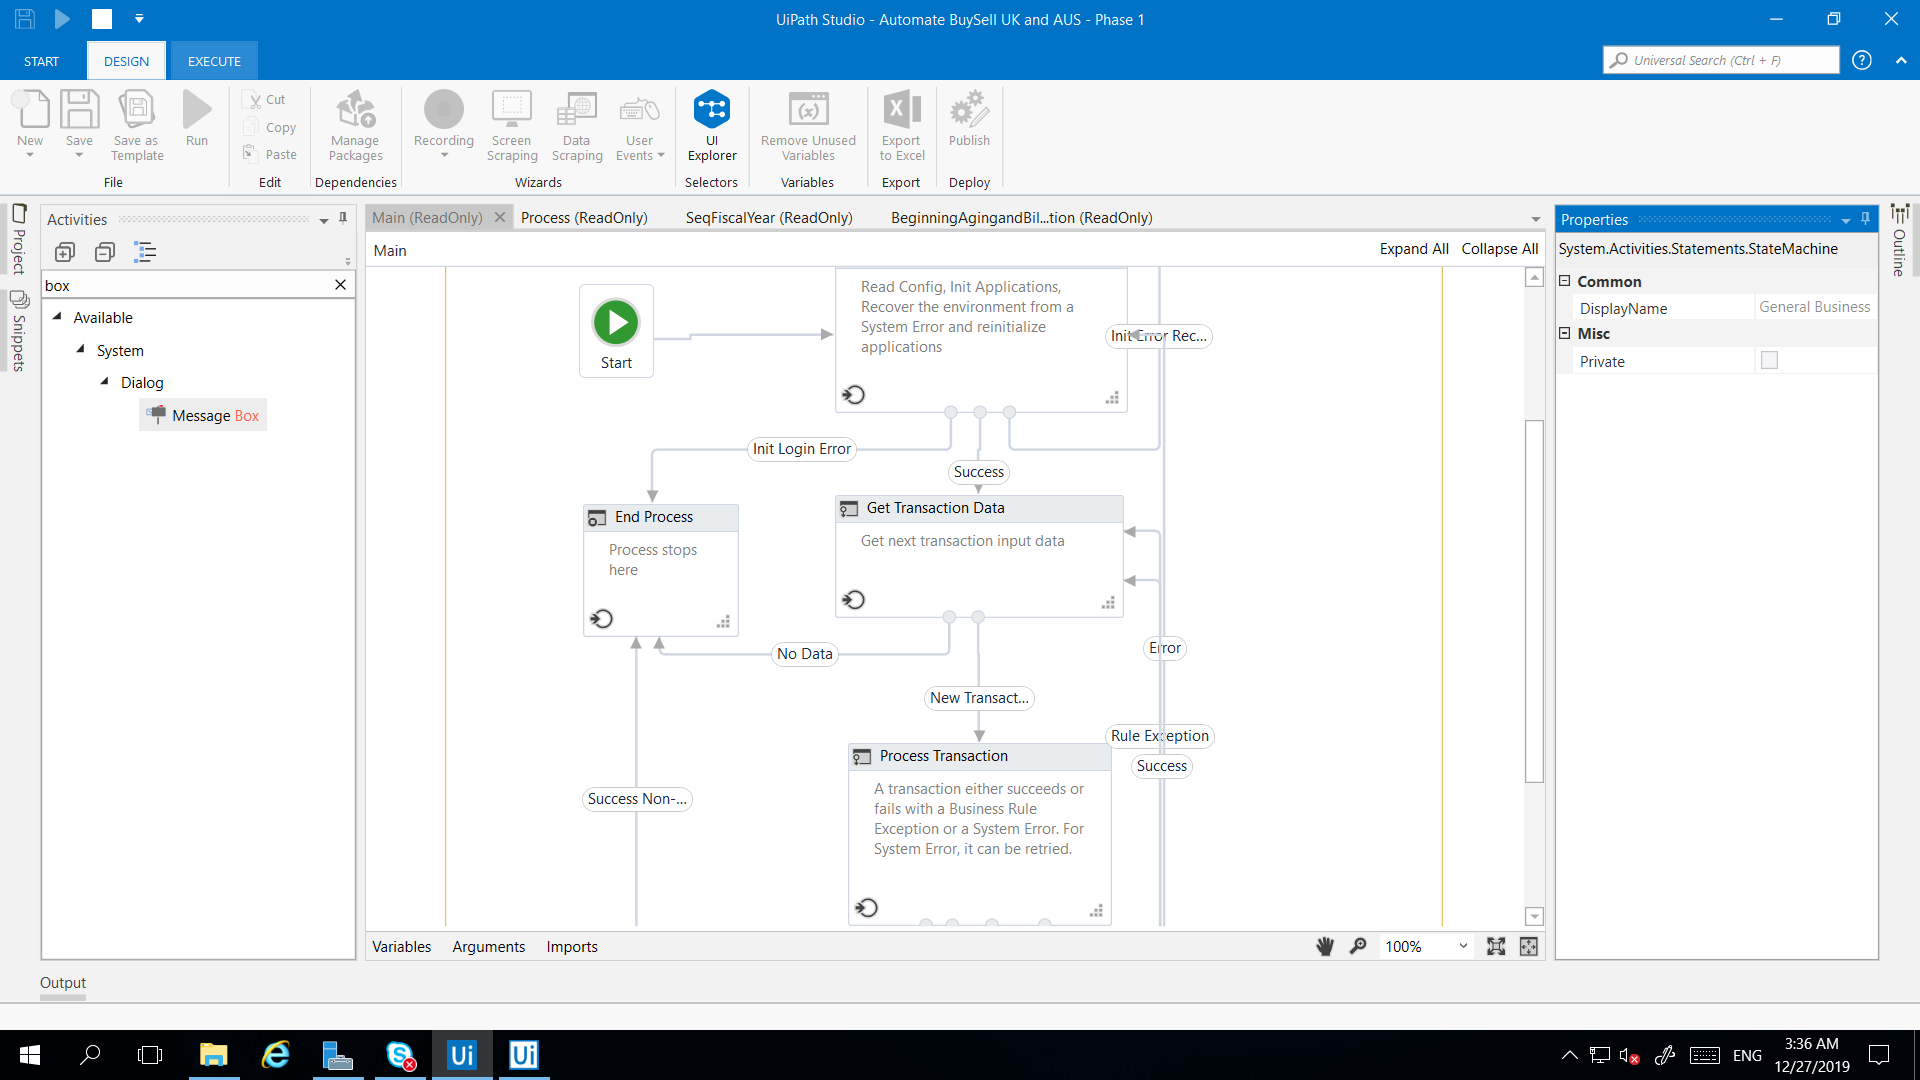 UiPath Studio - Automate BuySell UK and AUS - Phase 1
START
DESIGN
EXECUTE
Universal Search (Ctrl + F)
?
New
Save
Save as
Template
Run
Cut
Copy
Paste
Manage
Packages
Recording
Screen
Scraping
Data
Scraping
User
Events
UI
Explorer
Remove Unused
Variables
Export
to Excel
Publish
File
Edit
Dependencies
Wizards
Selectors
Variables
Export
Deploy
Project
Snippets
Activities
box
Available
System
Dialog
Message Box
Main (ReadOnly)
Process (ReadOnly)
SeqFiscalYear (ReadOnly)
BeginningAgingandBil...tion (ReadOnly)
Main
Expand All
Collapse All
Start
Read Config, Init Applications,
Recover the environment from a
System Error and reinitialize
applications
Init Error Rec...
Init Login Error
Success
End Process
Process stops
here
Get Transaction Data
Get next transaction input data
No Data
Error
New Transact...
Rule Exception
Success
Process Transaction
A transaction either succeeds or
fails with a Business Rule
Exception or a System Error. For
System Error, it can be retried.
Success Non-...
Variables
Arguments
Imports
100%
Properties
System.Activities.Statements.StateMachine
Common
DisplayName
General Business
Misc
Private
Outline
Output
Ui
Ui
ENG
3:36 AM
12/27/2019